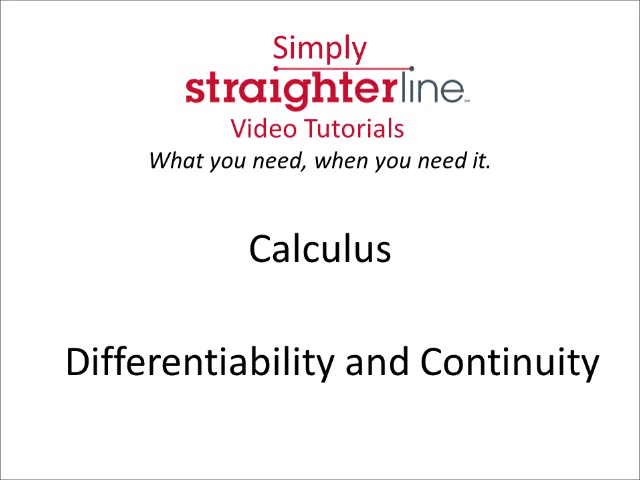 Simply
straighterline
Video Tutorials
What you need, when you need it.
Calculus
Differentiability and Continuity